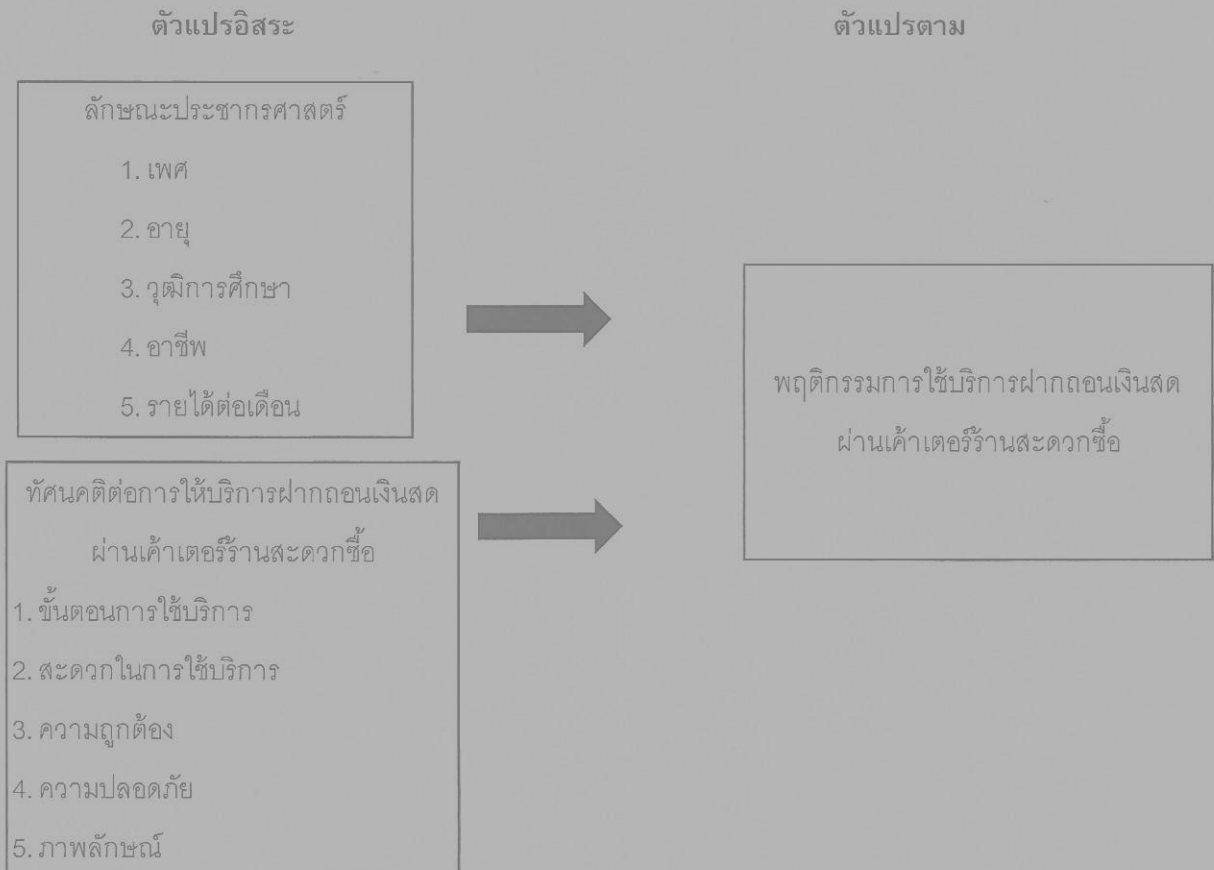 ตัวแปรอิสระ
ตัวแปรตาม
ลักษณะประชากรศาสตร์
1. เพศ
2. อายุ
3. วุฒิการศึกษา
4. อาชีพ
5. รายได้ต่อเดือน
ทัศนคติต่อการให้บริการฝากถอนเงินสด
ผ่านเค้าเตอร์ร้านสะดวกซื้อ
1. ขั้นตอนการใช้บริการ
2. สะดวกในการใช้บริการ
3. ความถูกต้อง
4. ความปลอดภัย
5. ภาพลักษณ์
พฤติกรรมการใช้บริการฝากถอนเงินสด
ผ่านเค้าเตอร์ร้านสะดวกซื้อ